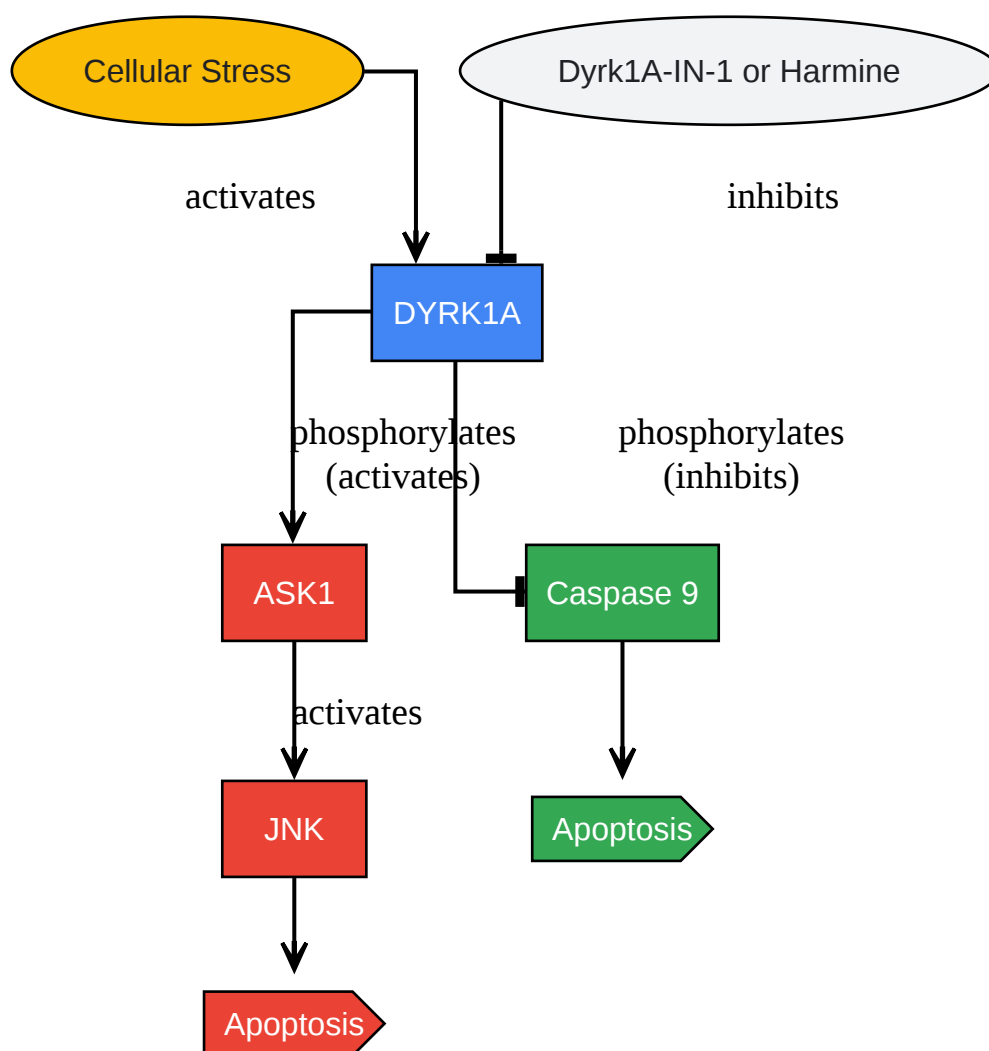 Cellular Stress
Dyrk1A-IN-1 or Harmine
activates
inhibits
DYRK1A
phosphorylates
(activates)
phosphorylates
(inhibits)
ASK1
Caspase 9
activates
JNK
Apoptosis
Apoptosis